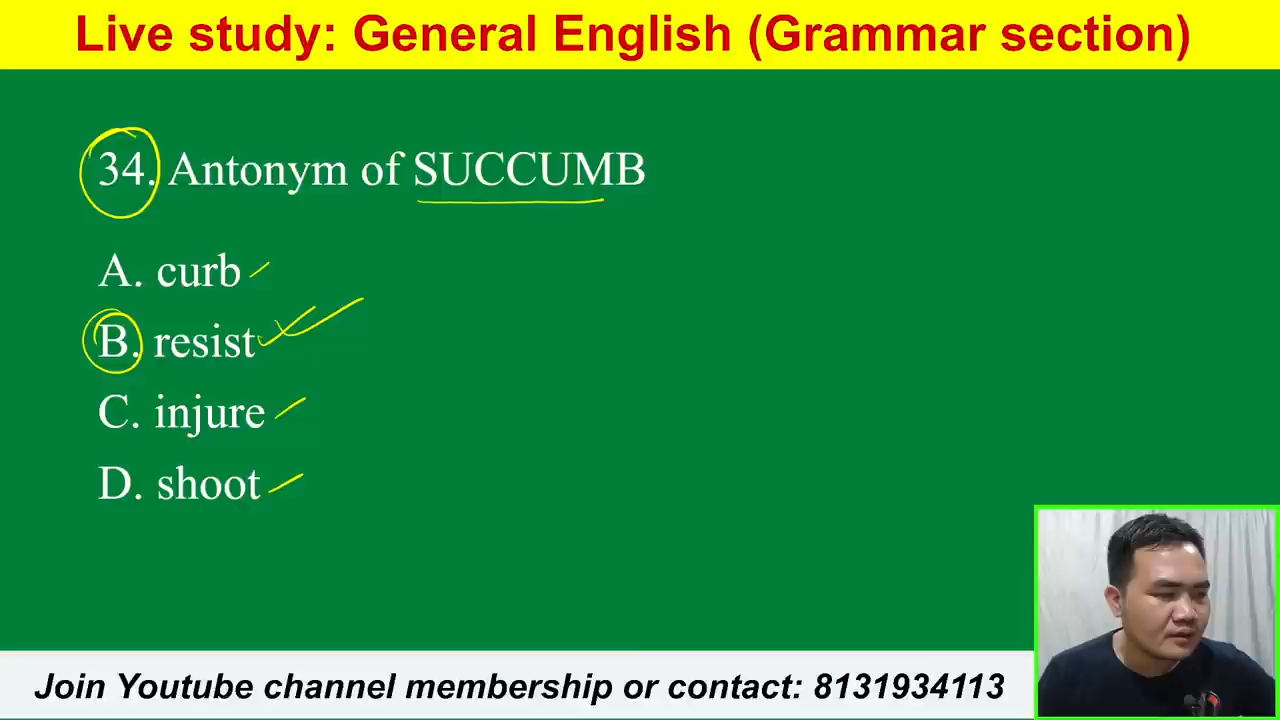 Live study: General English (Grammar section)
34. Antonym of SUCCUMB
A. curb
B. resist
C. injure
D. shoot
Join Youtube channel membership or contact: 8131934113